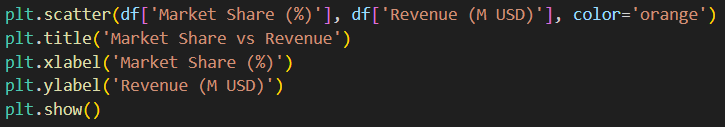 plt.scatter(df['Market Share (%)'], df['Revenue (M USD)'], color='orange')
plt.title('Market Share vs Revenue')
plt.xlabel('Market Share (%)')
plt.ylabel('Revenue (M USD)')
plt.show()